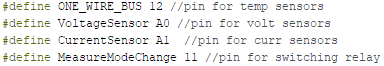 #define ONE_WIRE_BUS 12 //pin for temp sensors
#define VoltageSensor A0 //pin for volt sensors
#define CurrentSensor A1  //pin for curr sensors
#define MeasureModeChange 11 //pin for switching relay